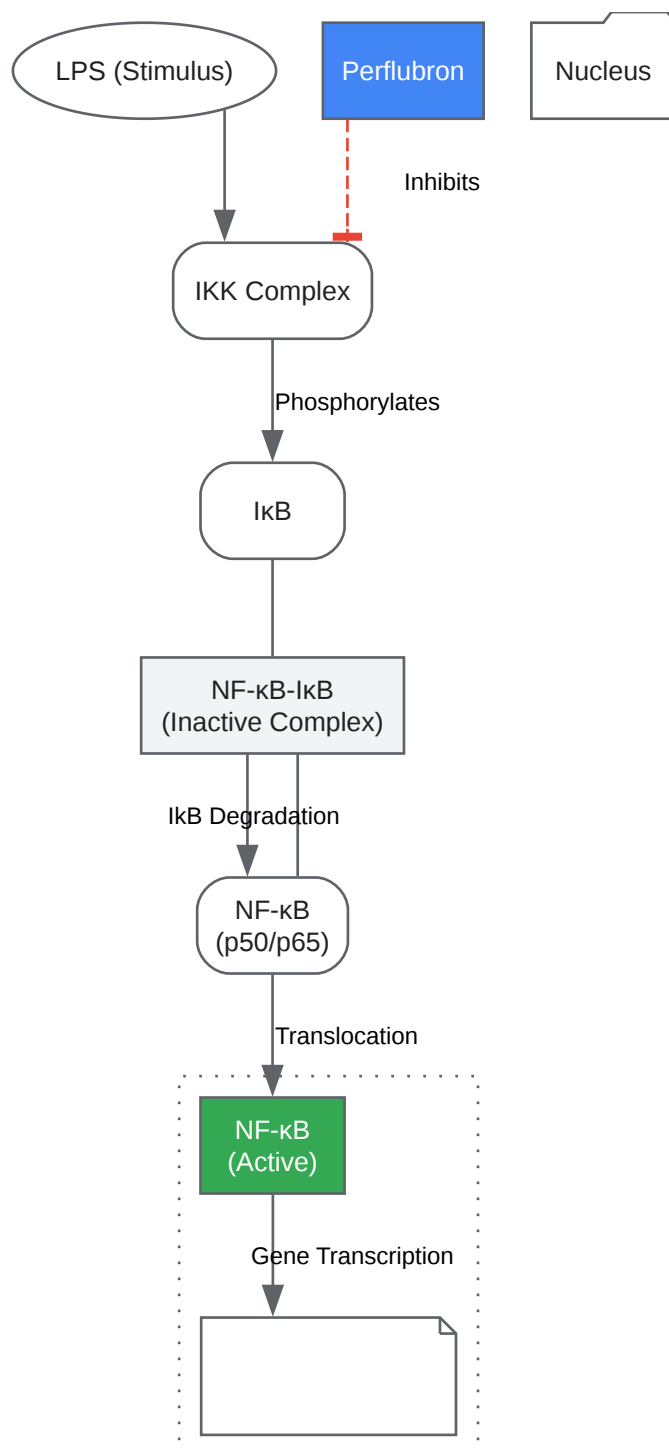 LPS (Stimulus)
Perflubron
Nucleus
Inhibits
IKK Complex
Phosphorylates
IκB
NF-κB-IκB
(Inactive Complex)
IkB Degradation
NF-κB
(p50/p65)
Translocation
NF-κB
(Active)
Gene Transcription